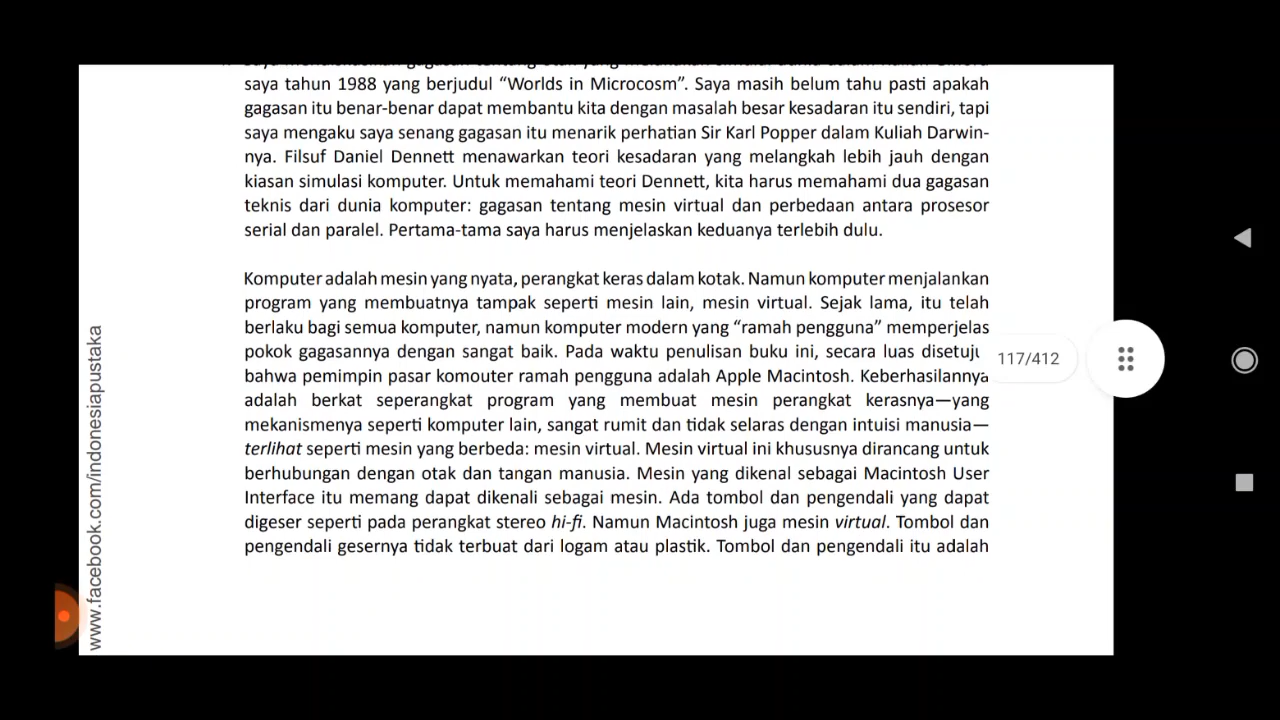 saya tahun 1988 yang berjudul “Worlds in Microcosm”. Saya masih belum tahu pasti apakah
gagasan itu benar-benar dapat membantu kita dengan masalah besar kesadaran itu sendiri, tapi
saya mengaku saya senang gagasan itu menarik perhatian Sir Karl Popper dalam Kuliah Darwin-
nya. Filsuf Daniel Dennett menawarkan teori kesadaran yang melangkah lebih jauh dengan
kiasan simulasi komputer. Untuk memahami teori Dennett, kita harus memahami dua gagasan
teknis dari dunia komputer: gagasan tentang mesin virtual dan perbedaan antara prosesor
serial dan paralel. Pertama-tama saya harus menjelaskan keduanya terlebih dulu.
Komputer adalah mesin yang nyata, perangkat keras dalam kotak. Namun komputer menjalankan
program yang membuatnya tampak seperti mesin lain, mesin virtual. Sejak lama, itu telah
berlaku bagi semua komputer, namun komputer modern yang “ramah pengguna” memperjelas
pokok gagasannya dengan sangat baik. Pada waktu penulisan buku ini, secara luas disetuju
bahwa pemimpin pasar komouter ramah pengguna adalah Apple Macintosh. Keberhasilannya
adalah berkat seperangkat program yang membuat mesin perangkat kerasnya—yang
mekanismenya seperti komputer lain, sangat rumit dan tidak selaras dengan intuisi manusia—
terlihat seperti mesin yang berbeda: mesin virtual. Mesin virtual ini khususnya dirancang untuk
berhubungan dengan otak dan tangan manusia. Mesin yang dikenal sebagai Macintosh User
Interface itu memang dapat dikenali sebagai mesin. Ada tombol dan pengendali yang dapat
digeser seperti pada perangkat stereo hi-fi. Namun Macintosh juga mesin virtual. Tombol dan
pengendali gesernya tidak terbuat dari logam atau plastik. Tombol dan pengendali itu adalah
117/412
www.facebook.com/indonesiapustaka